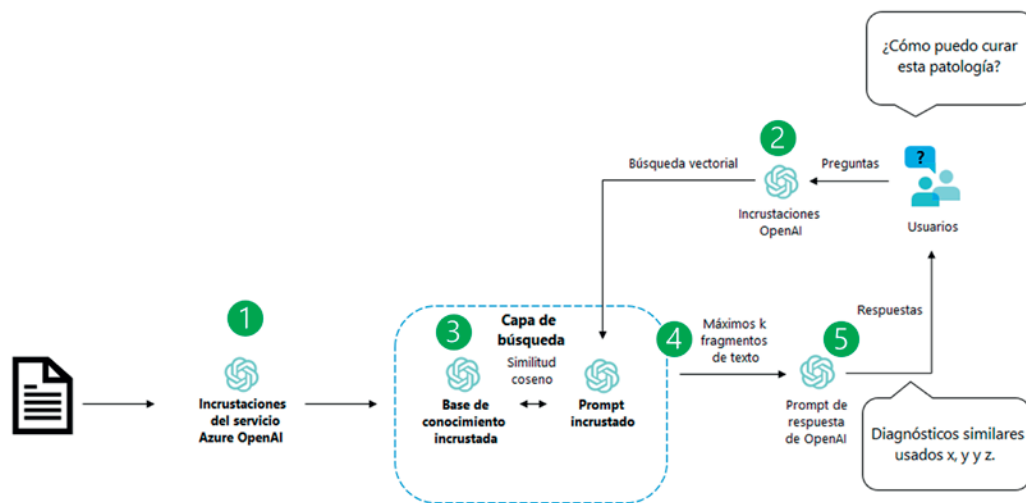 ¿Cómo puedo curar
esta patología?
2
Búsqueda vectorial
Preguntas
?
Incrustaciones
OpenAI
Usuarios
1
3
Capa de
búsqueda
Similitud
coseno
4
Máximos k
fragmentos
de texto
5
Respuestas
Incrustaciones
del servicio
Azure OpenAI
Base de
conocimiento
incrustada
Prompt
incrustado
Prompt de
respuesta
de OpenAI
Diagnósticos similares
usados x, y y z.